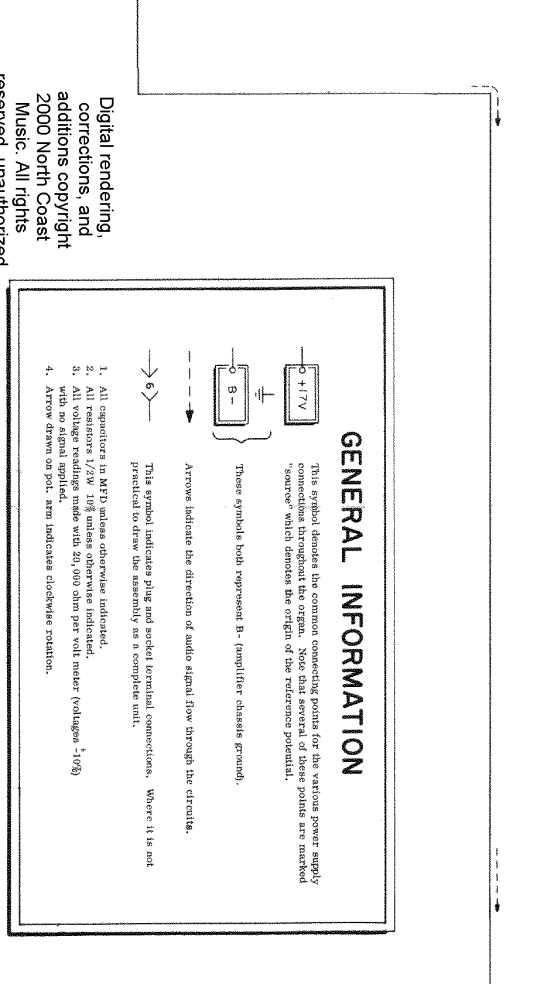 GENERAL INFORMATION
+17V
This symbol denotes the common connecting points for the various power supply
connections throughout the organ. Note that several of these points are marked
"source" which denotes the origin of the reference potential.
B-
These symbols both represent B- (amplifier chassis ground).
Arrows indicate the direction of audio signal flow through the circuits.
6
This symbol indicates plug and socket terminal connections. Where it is not
practical to draw the assembly as a complete unit.
1. All capacitors in MFD unless otherwise indicated.
2. All resistors 1/2W 10% unless otherwise indicated.
3. All voltage readings made with 20,000 ohm per volt meter (voltages ±10%)
with no signal applied.
4. Arrow drawn on pot. arm indicates clockwise rotation.
Digital rendering,
corrections, and
additions copyright
2000 North Coast
Music. All rights
reserved, unauthorized